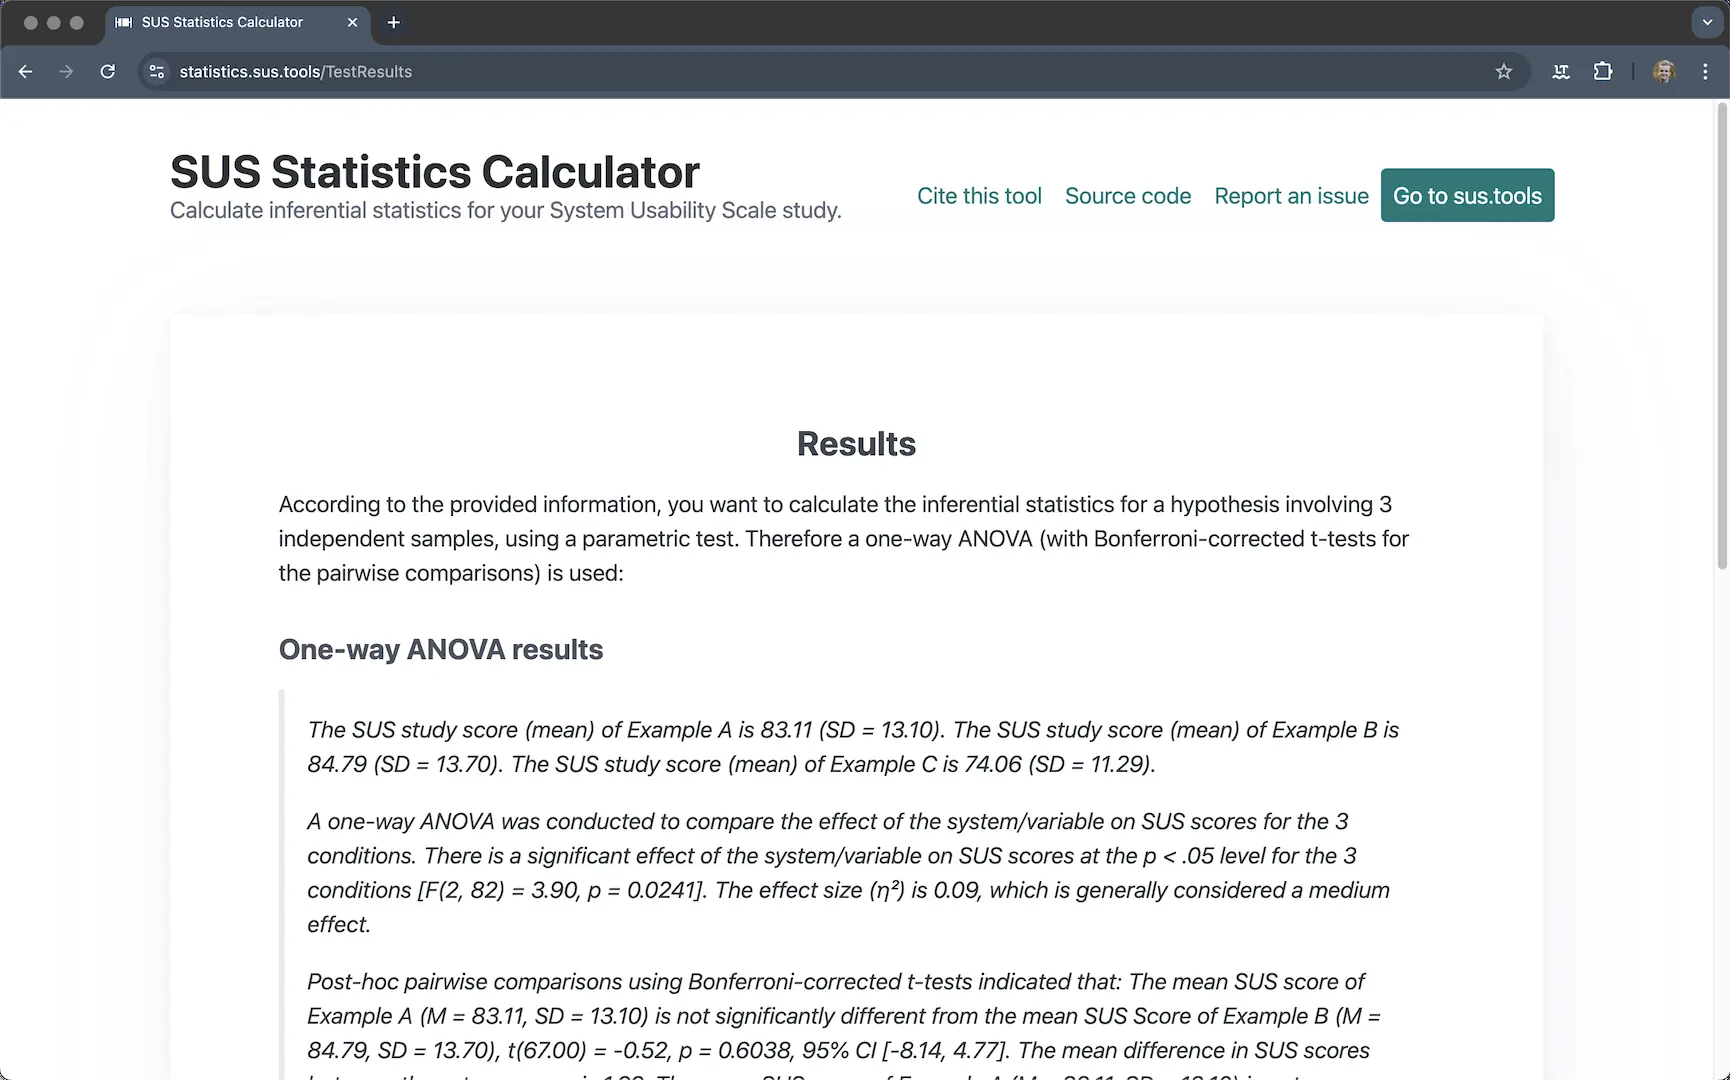 SUS Statistics Calculator
statistics.sus.tools/TestResults
SUS Statistics Calculator
Calculate inferential statistics for your System Usability Scale study.
Cite this tool Source code Report an issue Go to sus.tools
Results
According to the provided information, you want to calculate the inferential statistics for a hypothesis involving 3
independent samples, using a parametric test. Therefore a one-way ANOVA (with Bonferroni-corrected t-tests for
the pairwise comparisons) is used:
One-way ANOVA results
The SUS study score (mean) of Example A is 83.11 (SD = 13.10). The SUS study score (mean) of Example B is
84.79 (SD = 13.70). The SUS study score (mean) of Example C is 74.06 (SD = 11.29).
A one-way ANOVA was conducted to compare the effect of the system/variable on SUS scores for the 3
conditions. There is a significant effect of the system/variable on SUS scores at the p < .05 level for the 3
conditions [F(2, 82) = 3.90, p = 0.0241]. The effect size (η²) is 0.09, which is generally considered a medium
effect.
Post-hoc pairwise comparisons using Bonferroni-corrected t-tests indicated that: The mean SUS score of
Example A (M = 83.11, SD = 13.10) is not significantly different from the mean SUS Score of Example B (M =
84.79, SD = 13.70), t(67.00) = -0.52, p = 0.6038, 95% CI [-8.14, 4.77]. The mean difference in SUS scores